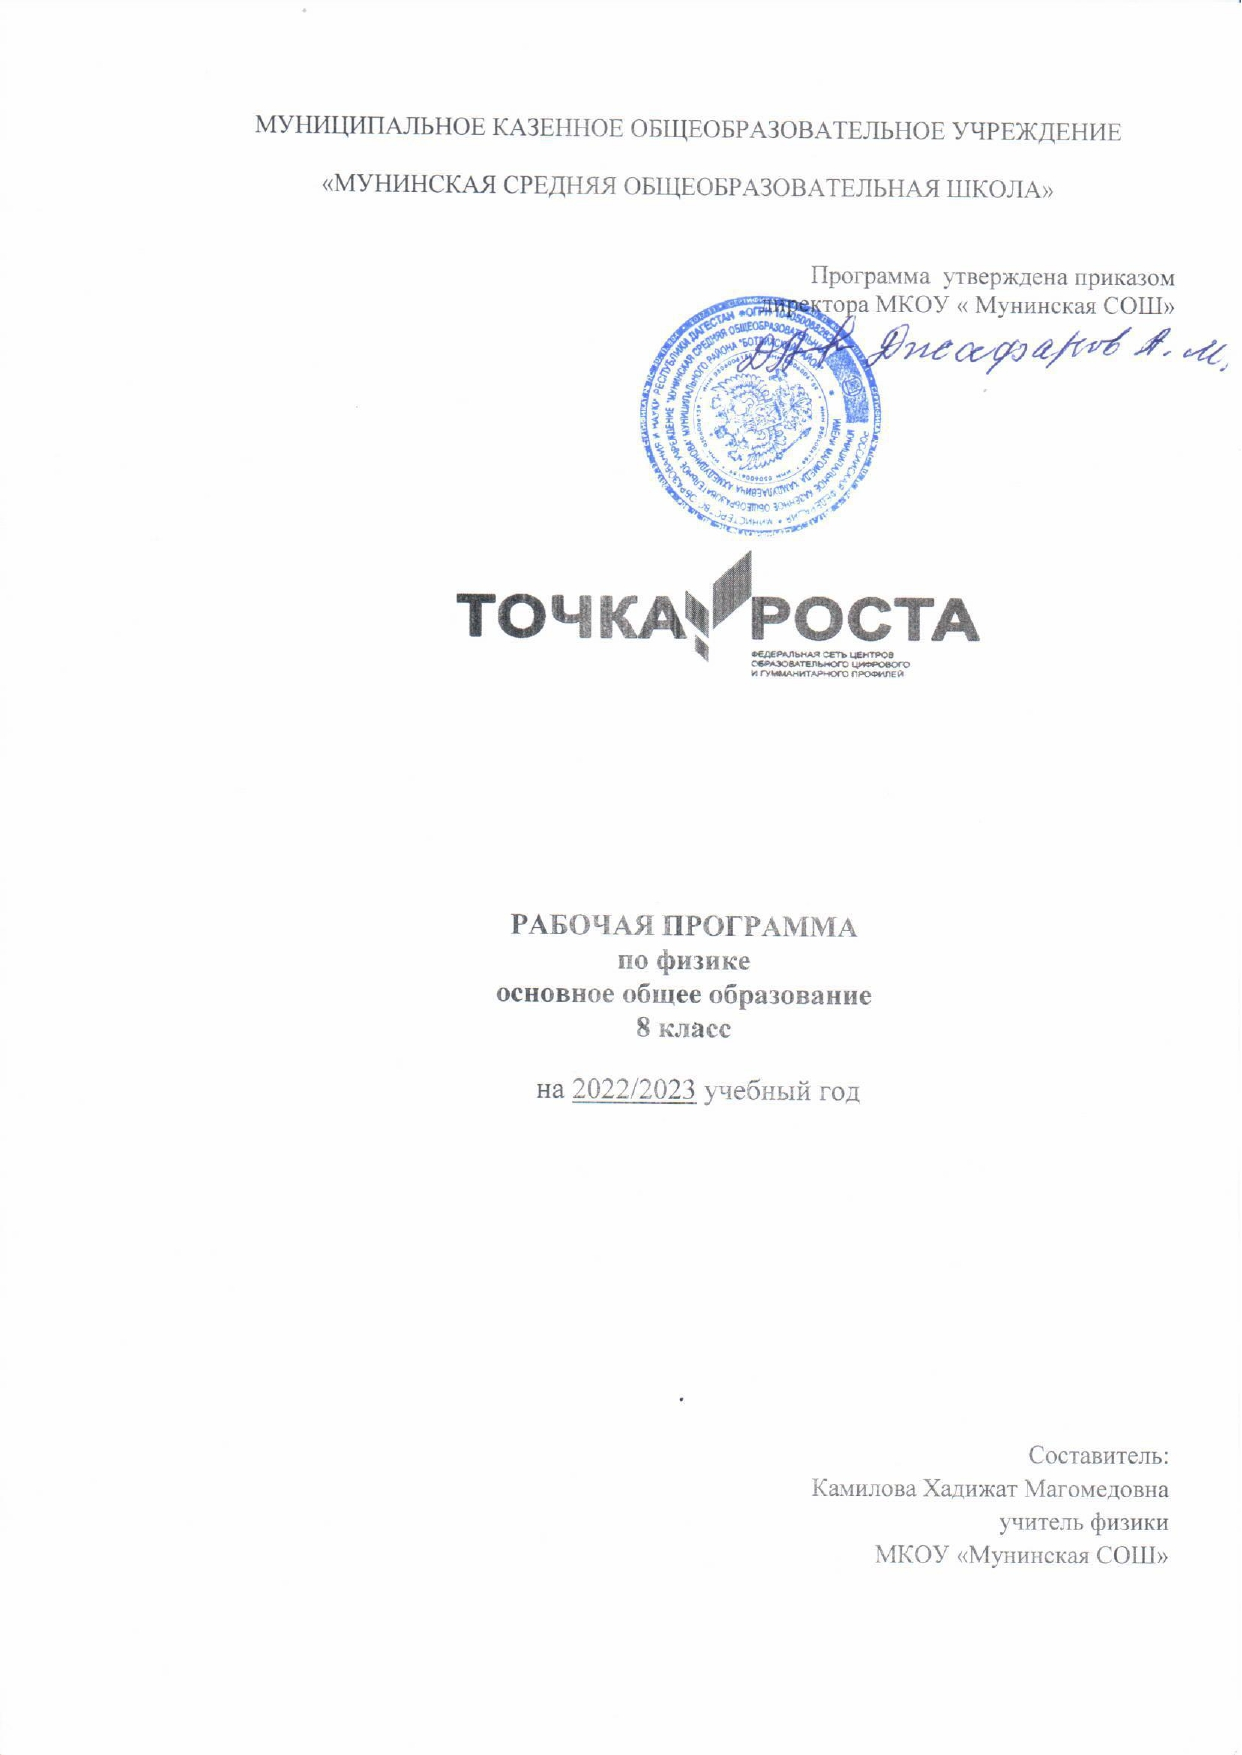 МУНИЦИПАЛЬНОЕ КАЗЕННОЕ ОБЩЕОБРАЗОВАТЕЛЬНОЕ УЧРЕЖДЕНИЕ
«МУНИНСКАЯ СРЕДНЯЯ ОБЩЕОБРАЗОВАТЕЛЬНАЯ ШКОЛА»
Программа утверждена приказом
директора МКОУ « Мунинская СОШ»
Джафаров А. М.
ТОЧКА РОСТА
ФЕДЕРАЛЬНАЯ СЕТЬ ЦЕНТРОВ
ОБРАЗОВАТЕЛЬНОГО ЦИФРОВОГО
И ГУММАНИТАРНОГО ПРОФИЛЕЙ
РАБОЧАЯ ПРОГРАММА
по физике
основное общее образование
8 класс
на 2022/2023 учебный год
Составитель:
Камилова Хадижат Магомедовна
учитель физики
МКОУ «Мунинская СОШ»